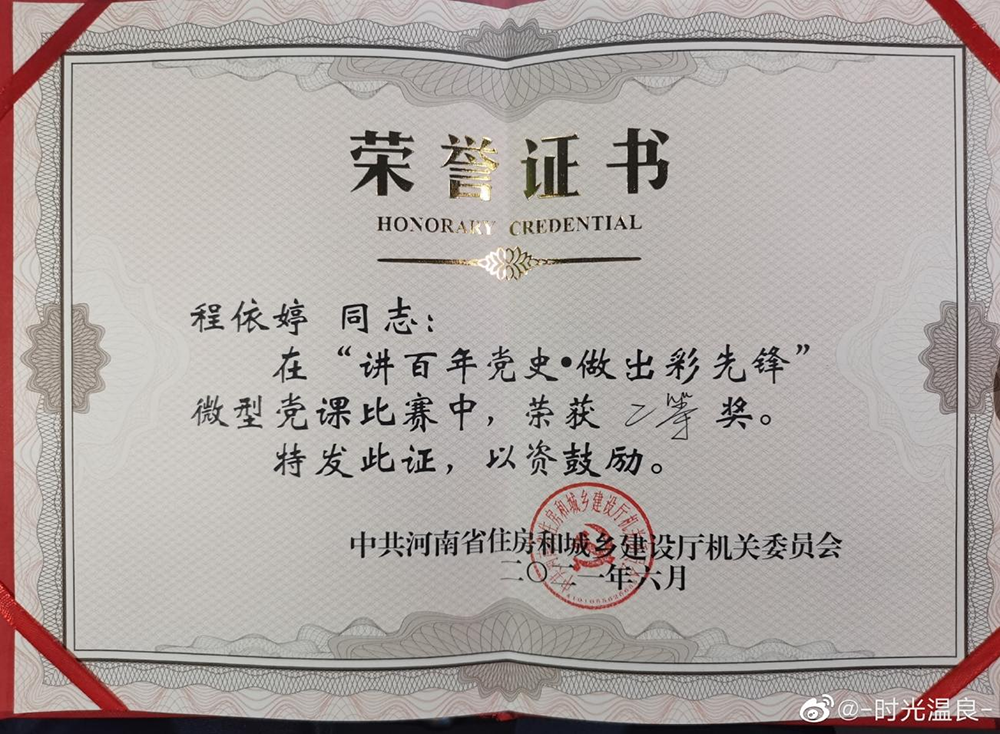 荣誉证书
HONORARY CREDENTIAL
程依婷 同志：
在“讲百年党史•做出彩先锋”
微型党课比赛中，荣获 二等 奖。
特发此证，以资鼓励。
中共河南省住房和城乡建设厅机关委员会
二〇二一年六月
@-时光温良-